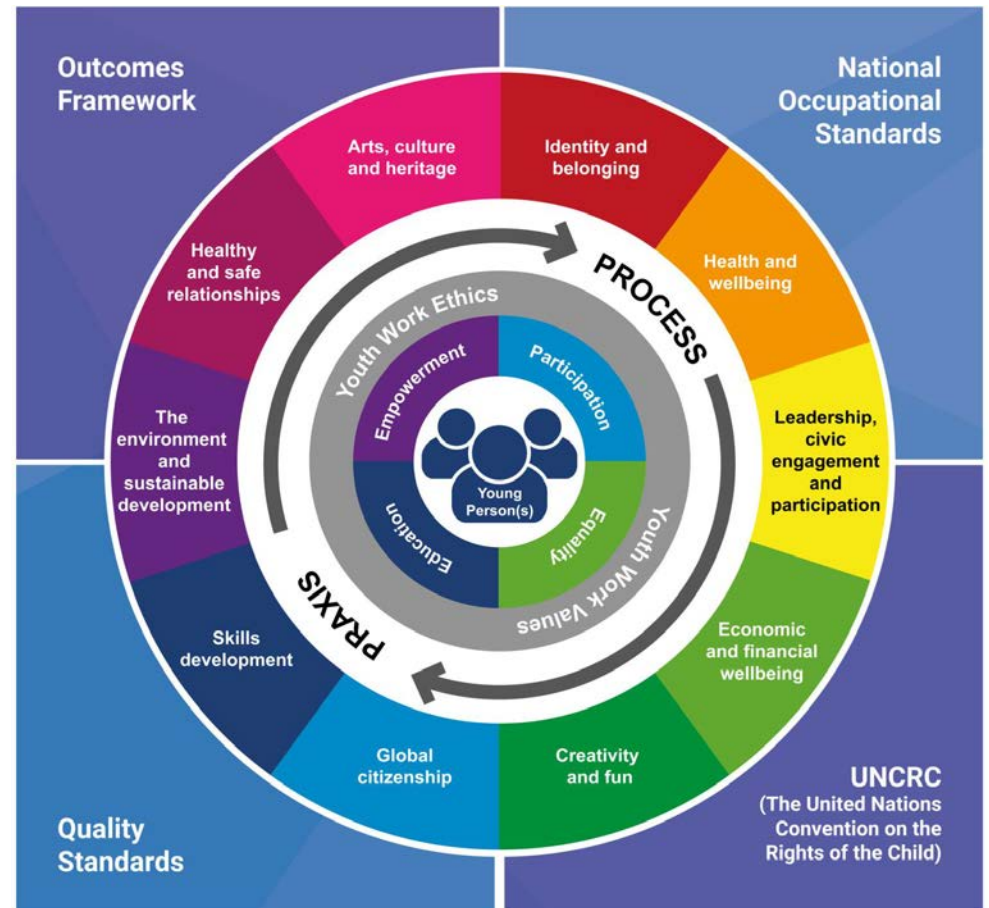 Outcomes
Framework
National
Occupational
Standards
Arts, culture
and heritage
Identity and
belonging
Health and
wellbeing
Leadership,
civic
engagement
and
participation
Economic
and financial
wellbeing
Creativity
and fun
Global
citizenship
Skills
development
The
environment
and
sustainable
development
Healthy
and safe
relationships
PROCESS
PRAXIS
Youth Work Ethics
Youth Work Values
Empowerment
Participation
Equality
Education
Young
Person(s)
Quality
Standards
UNCRC
(The United Nations
Convention on the
Rights of the Child)